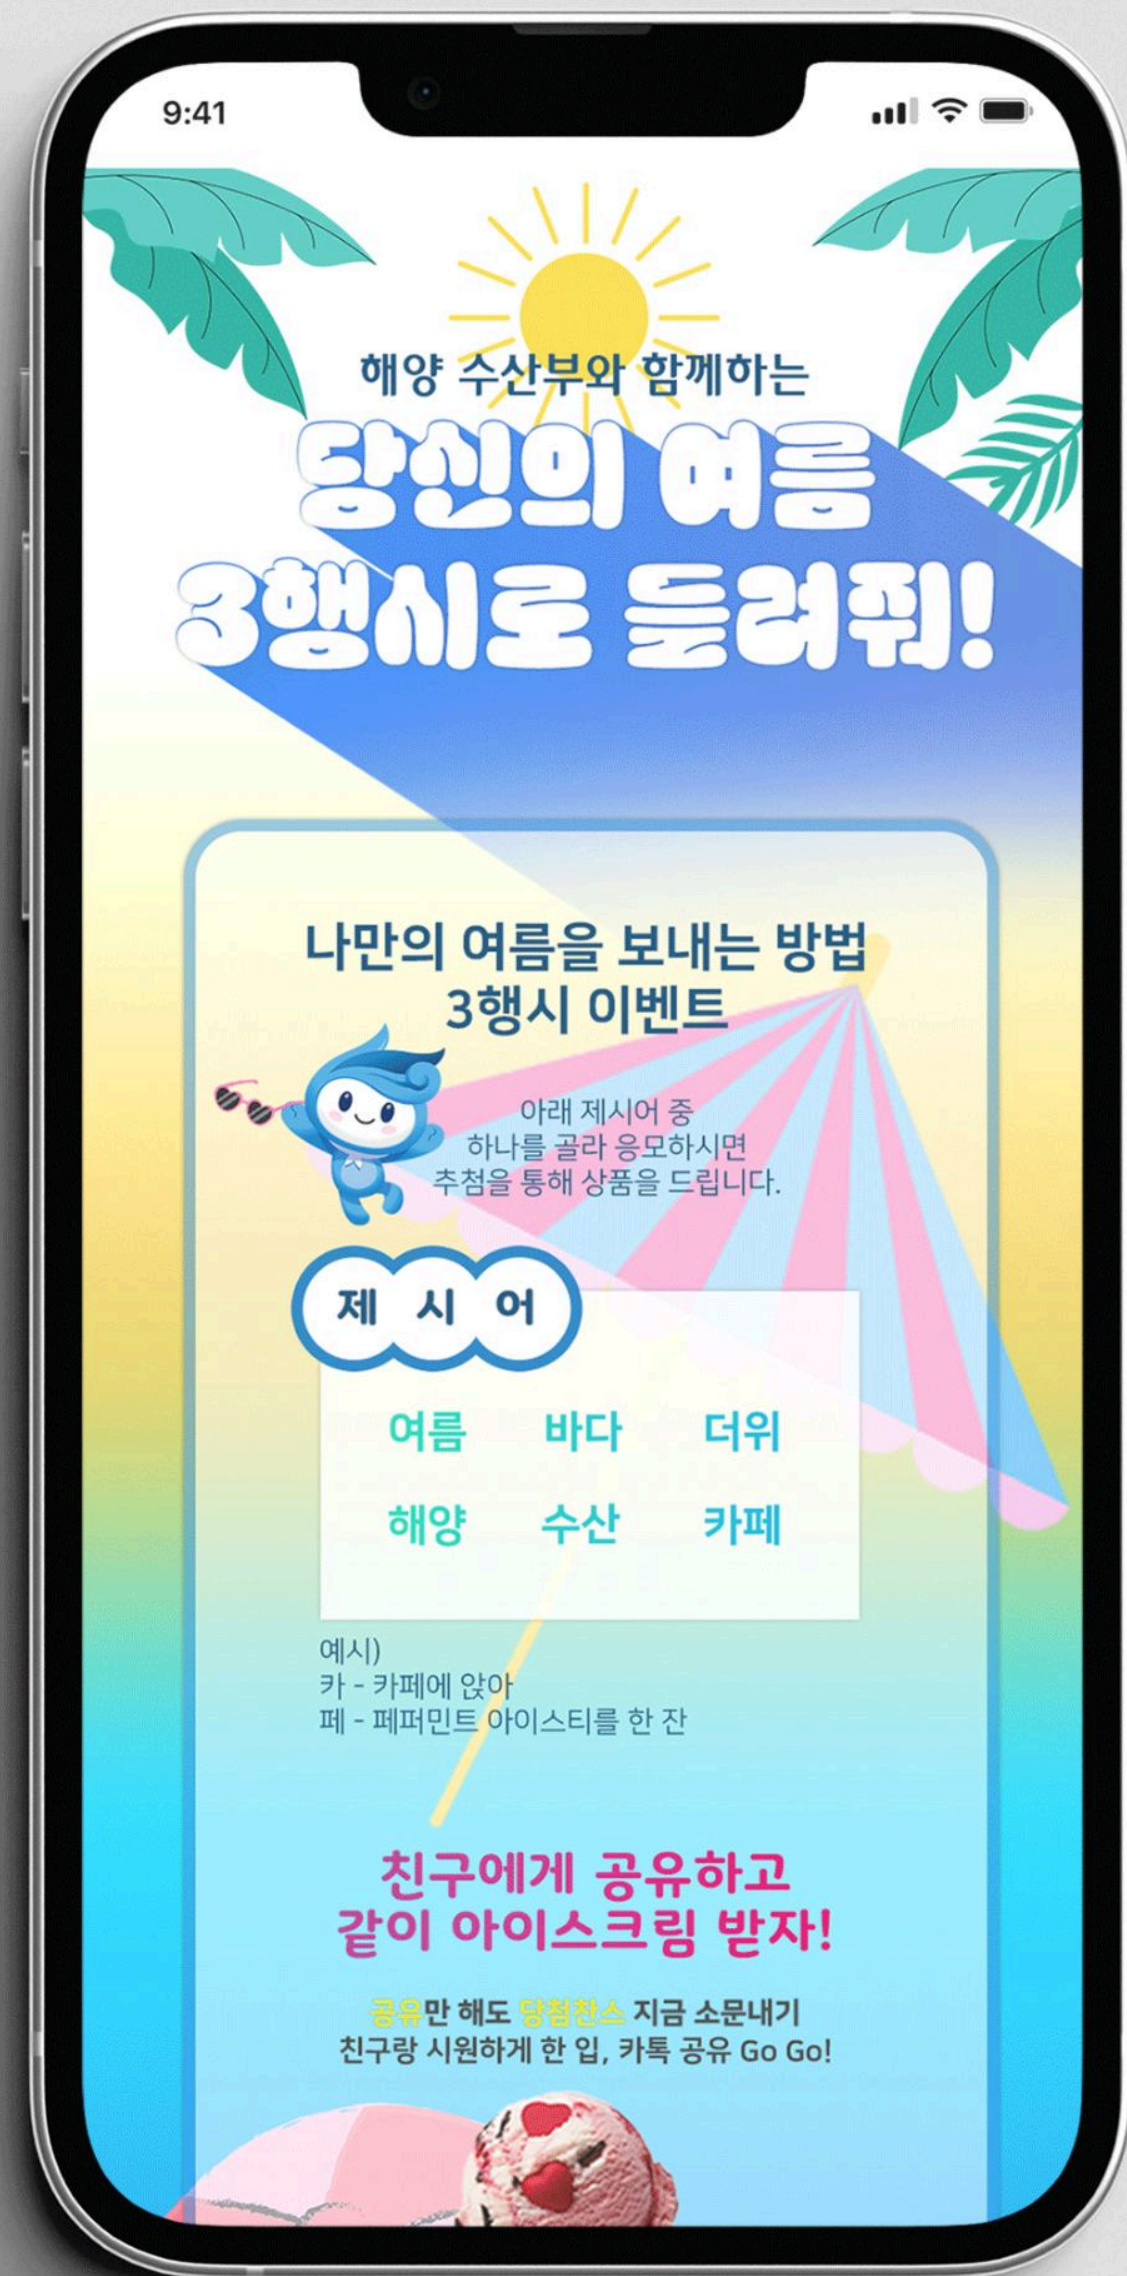 9:41
해양 수산부와 함께하는
당신의 여름
3행시로 들려줘!
나만의 여름을 보내는 방법
3행시 이벤트
아래 제시어 중
하나를 골라 응모하시면
추첨을 통해 상품을 드립니다.
제 시 어
여름 바다 더위
해양 수산 카페
예시)
카 - 카페에 앉아
페 - 페퍼민트 아이스티를 한 잔
친구에게 공유하고
같이 아이스크림 받자!
공유만 해도 당첨찬스 지금 소문내기
친구랑 시원하게 한 입, 카톡 공유 Go Go!